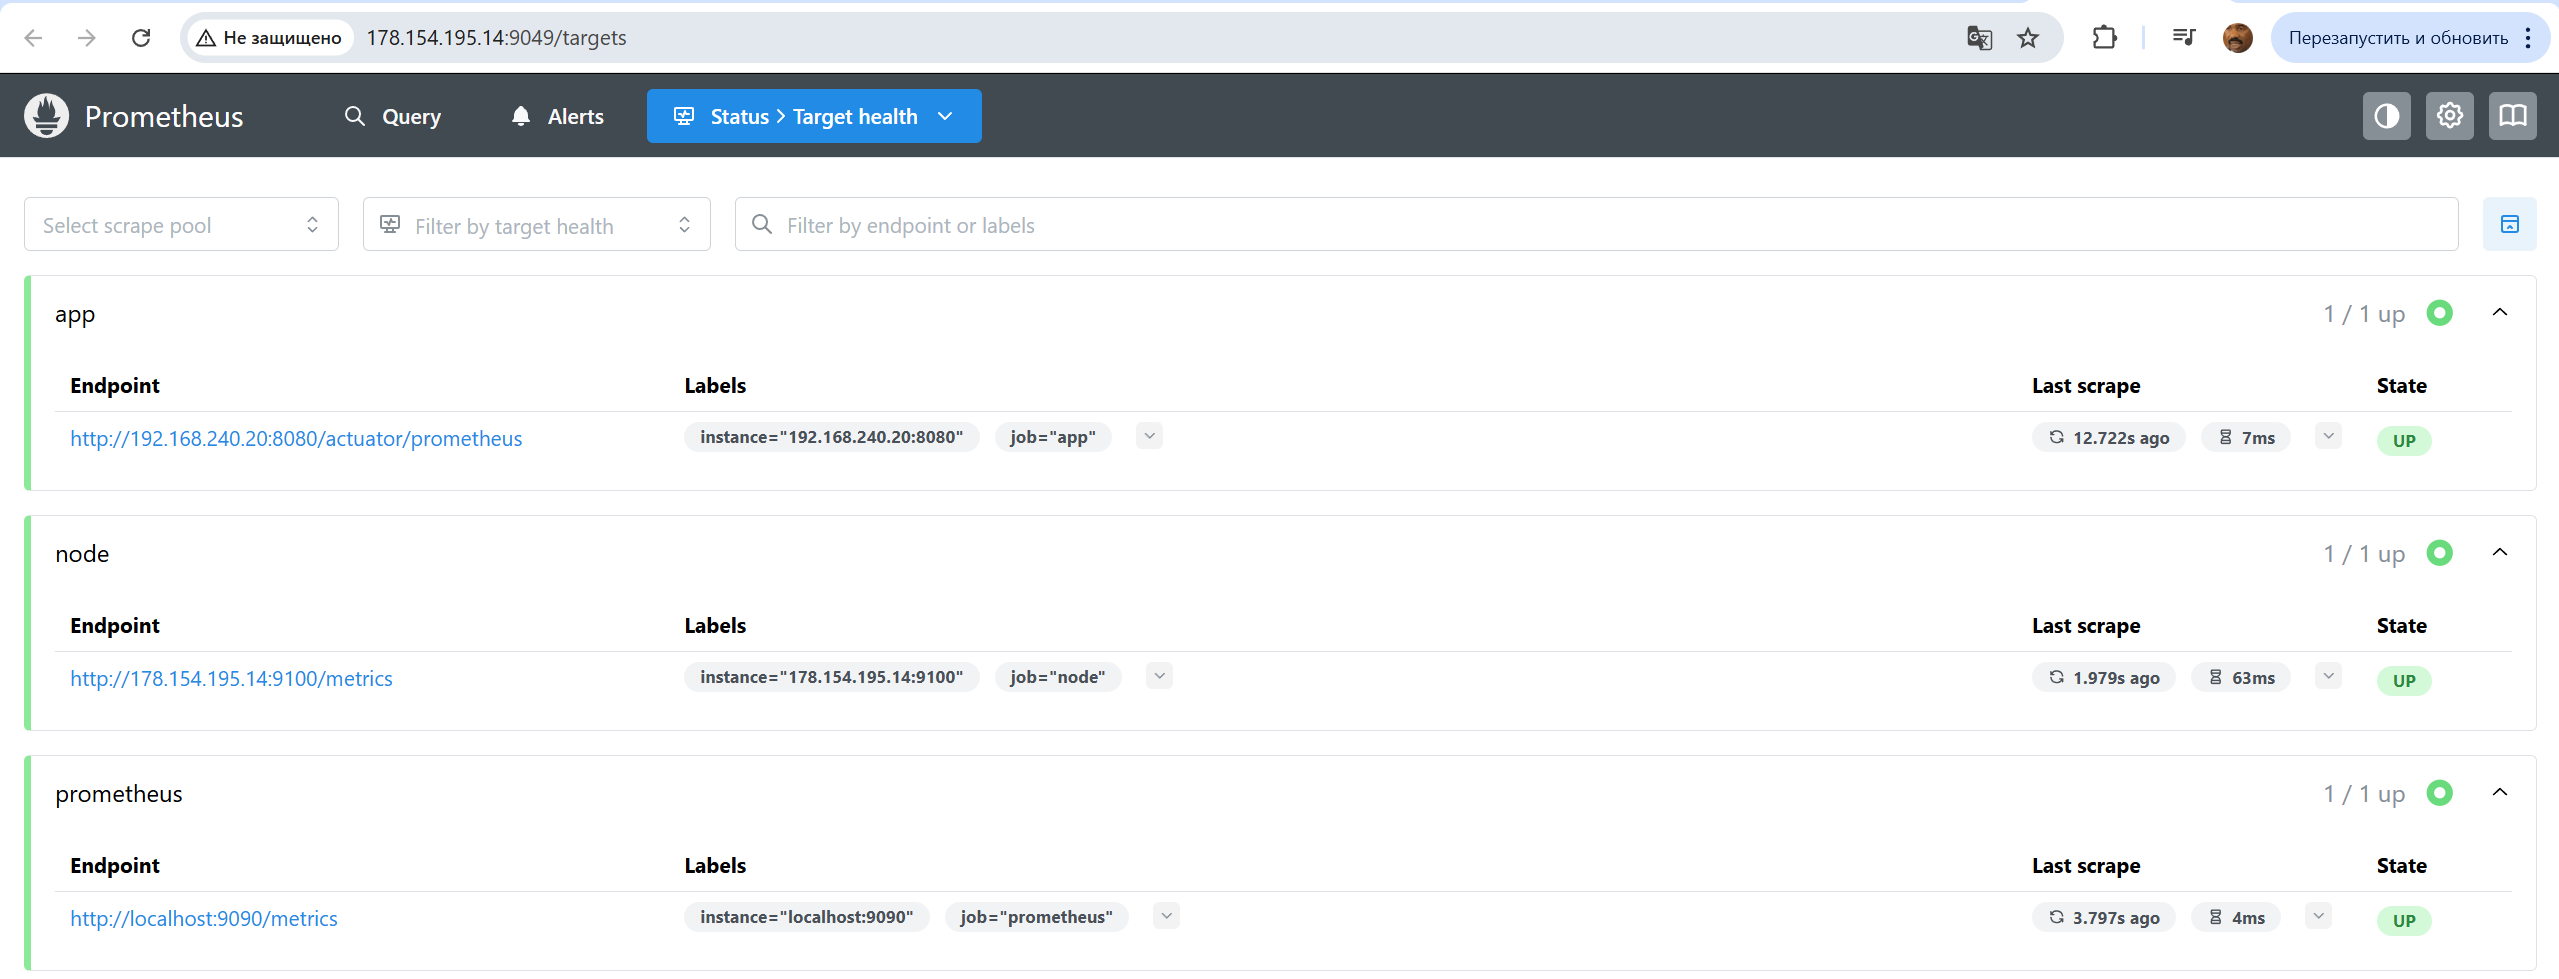 Не защищено 178.154.195.14:9049/targets Перезапустить и обновить
Prometheus Query Alerts Status > Target health
Select scrape pool Filter by target health Filter by endpoint or labels
app 1 / 1 up
Endpoint Labels Last scrape State
http://192.168.240.20:8080/actuator/prometheus instance="192.168.240.20:8080" job="app" 12.722s ago 7ms UP
node 1 / 1 up
Endpoint Labels Last scrape State
http://178.154.195.14:9100/metrics instance="178.154.195.14:9100" job="node" 1.979s ago 63ms UP
prometheus 1 / 1 up
Endpoint Labels Last scrape State
http://localhost:9090/metrics instance="localhost:9090" job="prometheus" 3.797s ago 4ms UP